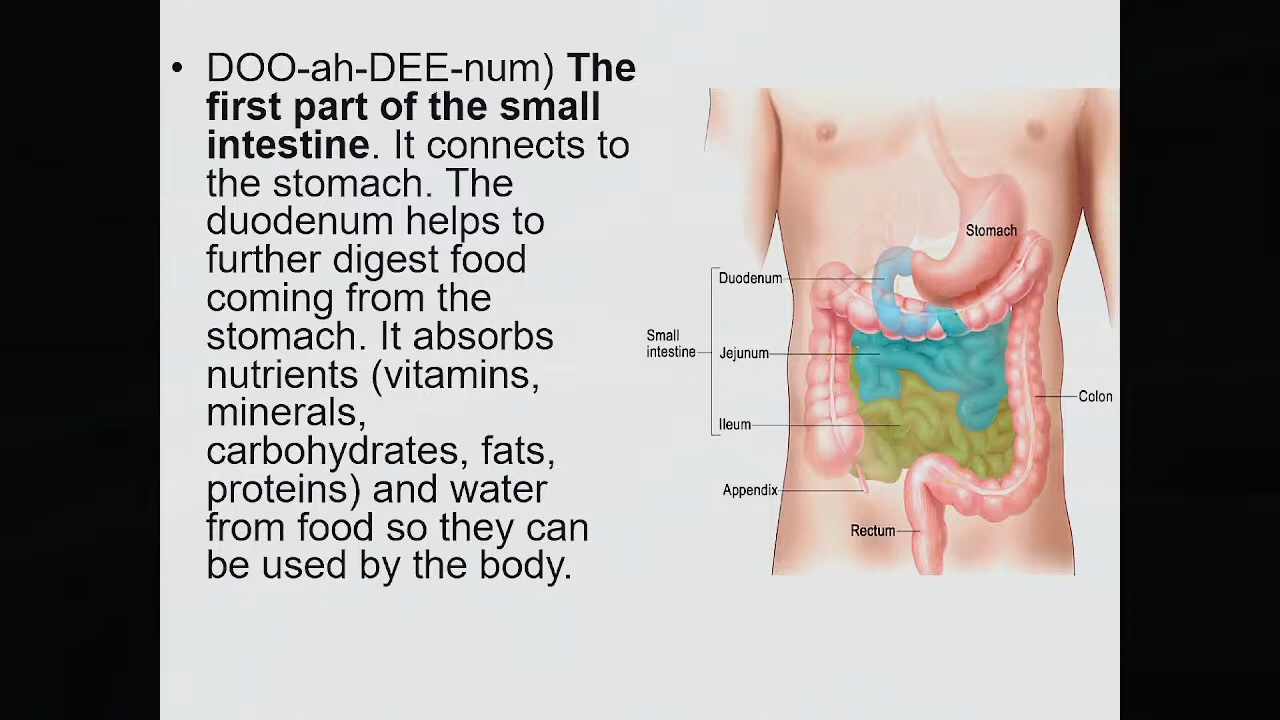 • DOO-ah-DEE-num) The
first part of the small
intestine. It connects to
the stomach. The
duodenum helps to
further digest food
coming from the
stomach. It absorbs
nutrients (vitamins,
minerals,
carbohydrates, fats,
proteins) and water
from food so they can
be used by the body.
Stomach
Duodenum
Small
intestine
Jejunum
Colon
Ileum
Appendix
Rectum